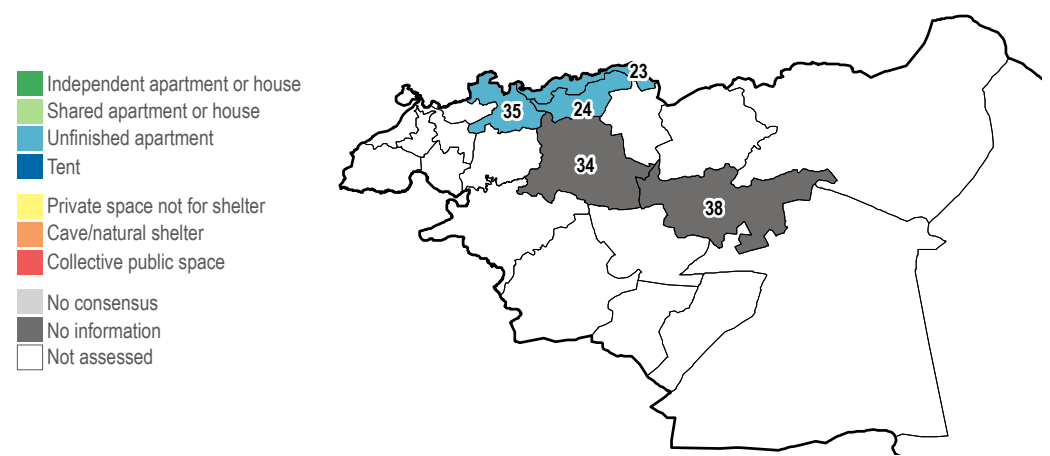 Independent apartment or house
Shared apartment or house
Unfinished apartment
Tent
Private space not for shelter
Cave/natural shelter
Collective public space
No consensus
No information
Not assessed
23
35
24
34
38